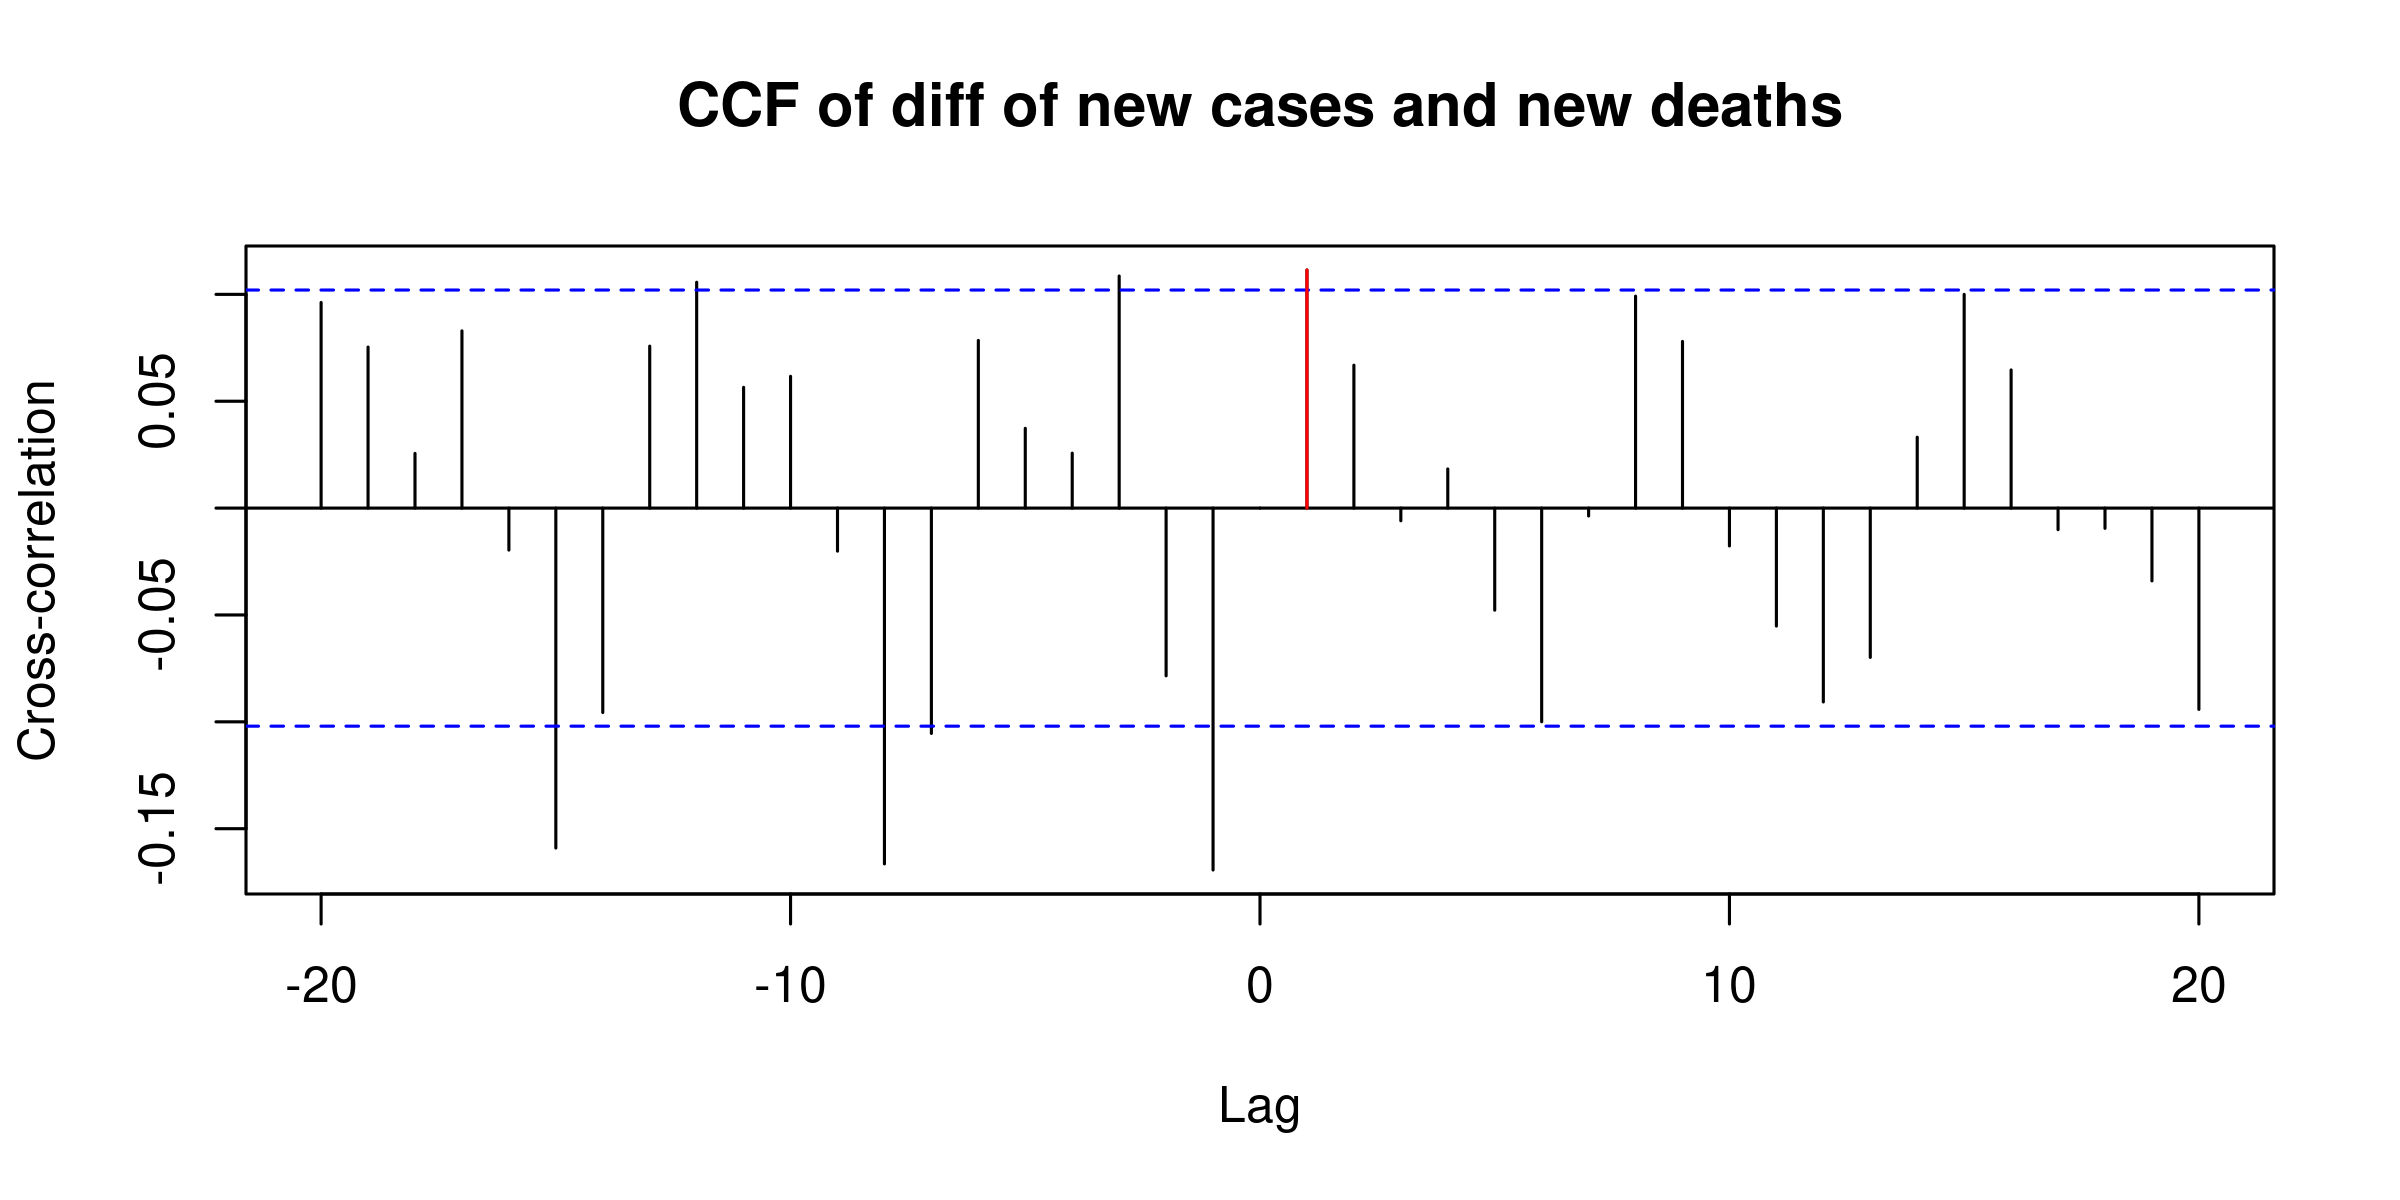 CCF of diff of new cases and new deaths
Cross-correlation
0.05
-0.05
-0.15
-20 -10 0 10 20
Lag